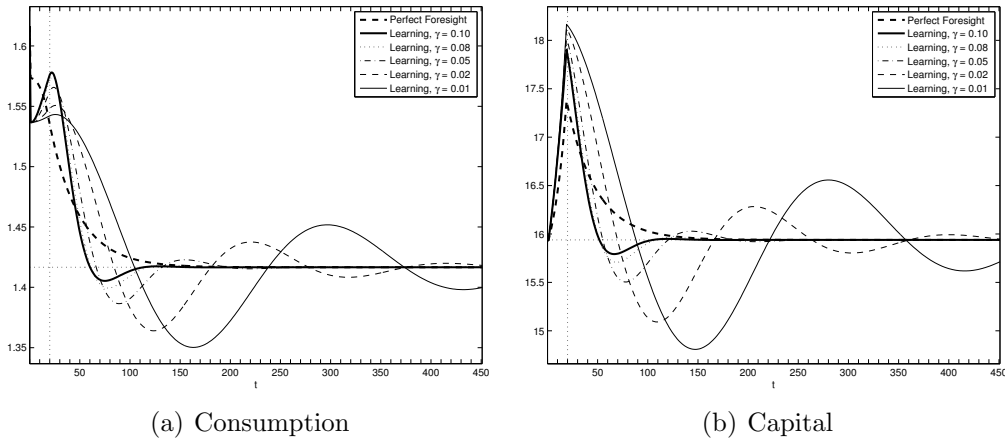 1.6
1.55
1.5
1.45
1.4
1.35
50 100 150 200 250 300 350 400 450
t
Perfect Foresight
Learning, γ = 0.10
Learning, γ = 0.08
Learning, γ = 0.05
Learning, γ = 0.02
Learning, γ = 0.01
(a) Consumption
18
17.5
17
16.5
16
15.5
15
50 100 150 200 250 300 350 400 450
t
Perfect Foresight
Learning, γ = 0.10
Learning, γ = 0.08
Learning, γ = 0.05
Learning, γ = 0.02
Learning, γ = 0.01
(b) Capital